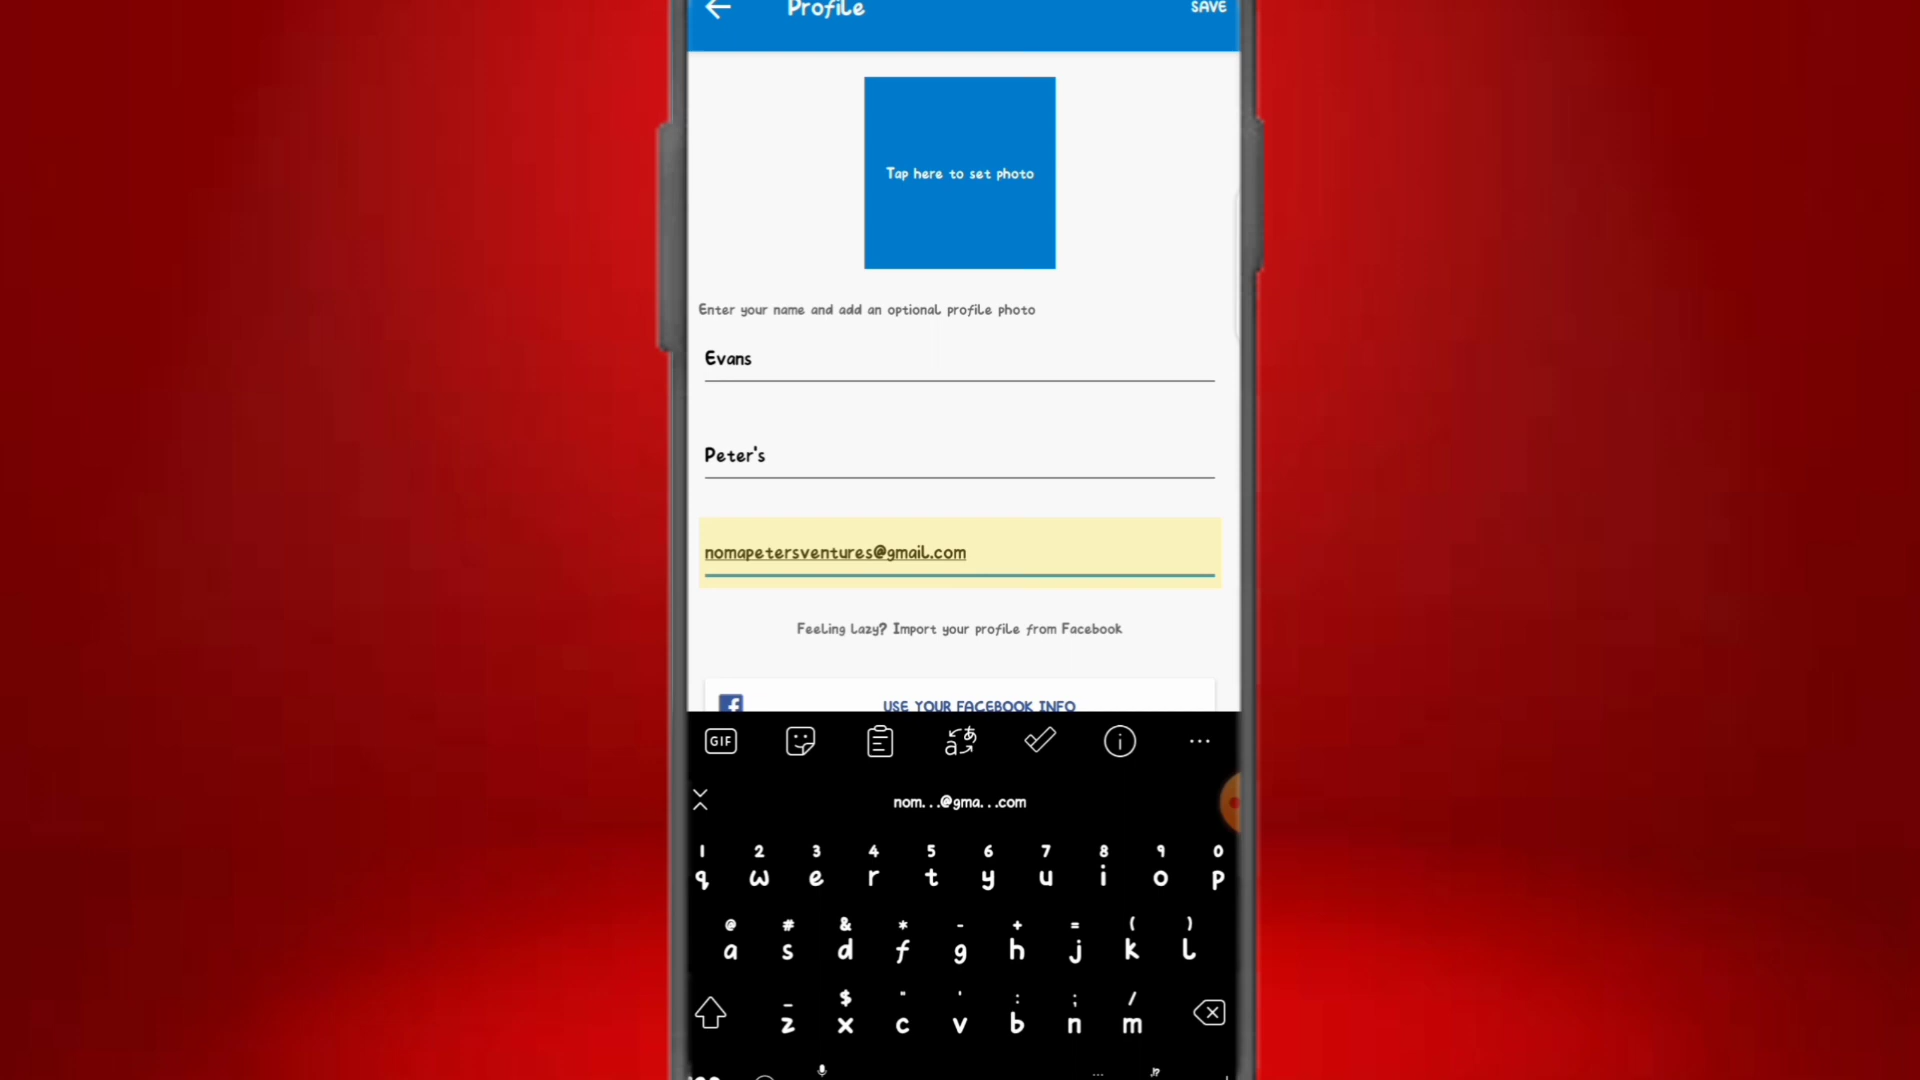 Profile SAVE
Tap here to set photo
Enter your name and add an optional profile photo
Evans
Peter's
nomapetersventures@gmail.com
Feeling lazy? Import your profile from Facebook
USE YOUR FACEBOOK INFO
GIF
nom...@gma...com
1 2 3 4 5 6 7 8 9 0
q w e r t y u i o p
@ # & * - + = ( )
a s d f g h j k l
_ $ " ' : ; /
z x c v b n m